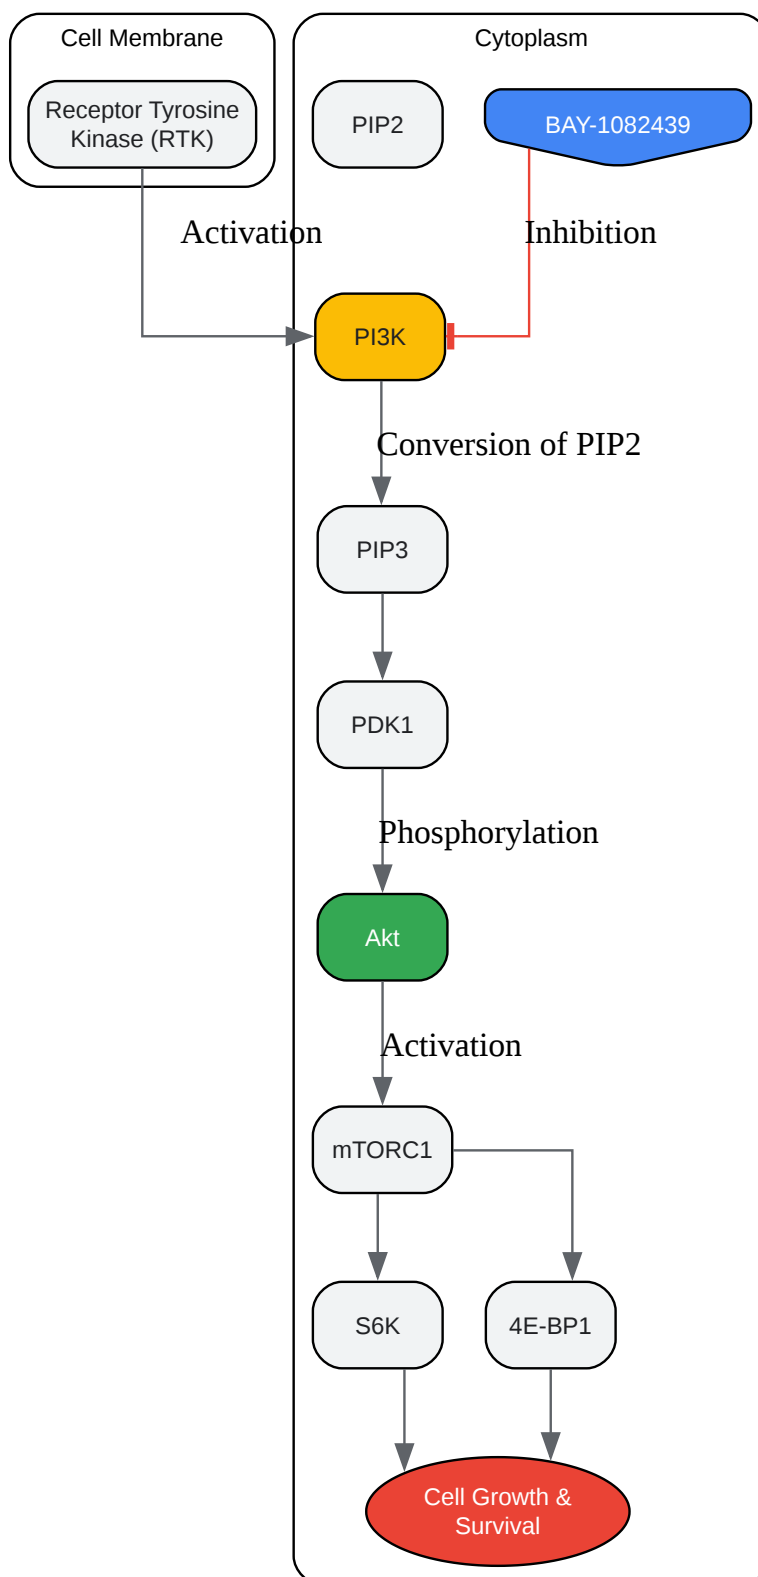 Cell Membrane
Cytoplasm
Receptor Tyrosine
Kinase (RTK)
PIP2
BAY-1082439
Activation
Inhibition
PI3K
Conversion of PIP2
PIP3
PDK1
Phosphorylation
Akt
Activation
mTORC1
S6K
4E-BP1
Cell Growth &
Survival